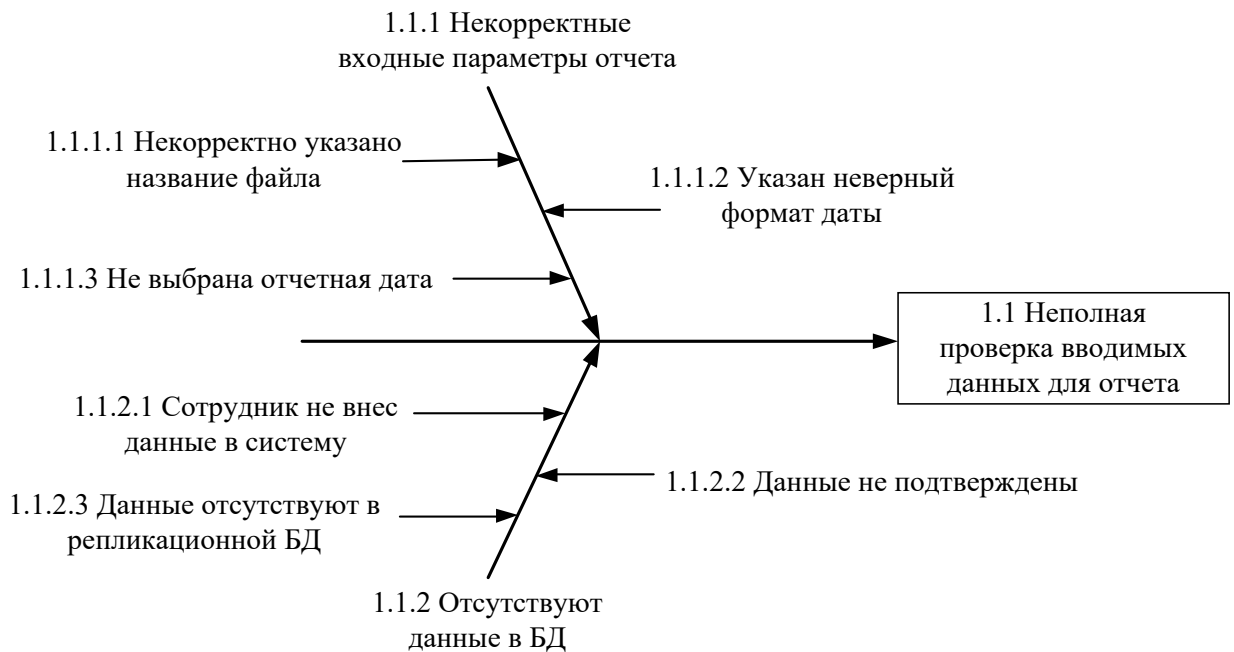 1.1.1 Некорректные
входные параметры отчета
1.1.1.1 Некорректно указано
название файла
1.1.1.2 Указан неверный
формат даты
1.1.1.3 Не выбрана отчетная дата
1.1 Неполная
проверка вводимых
данных для отчета
1.1.2.1 Сотрудник не внес
данные в систему
1.1.2.2 Данные не подтверждены
1.1.2.3 Данные отсутствуют в
репликационной БД
1.1.2 Отсутствуют
данные в БД